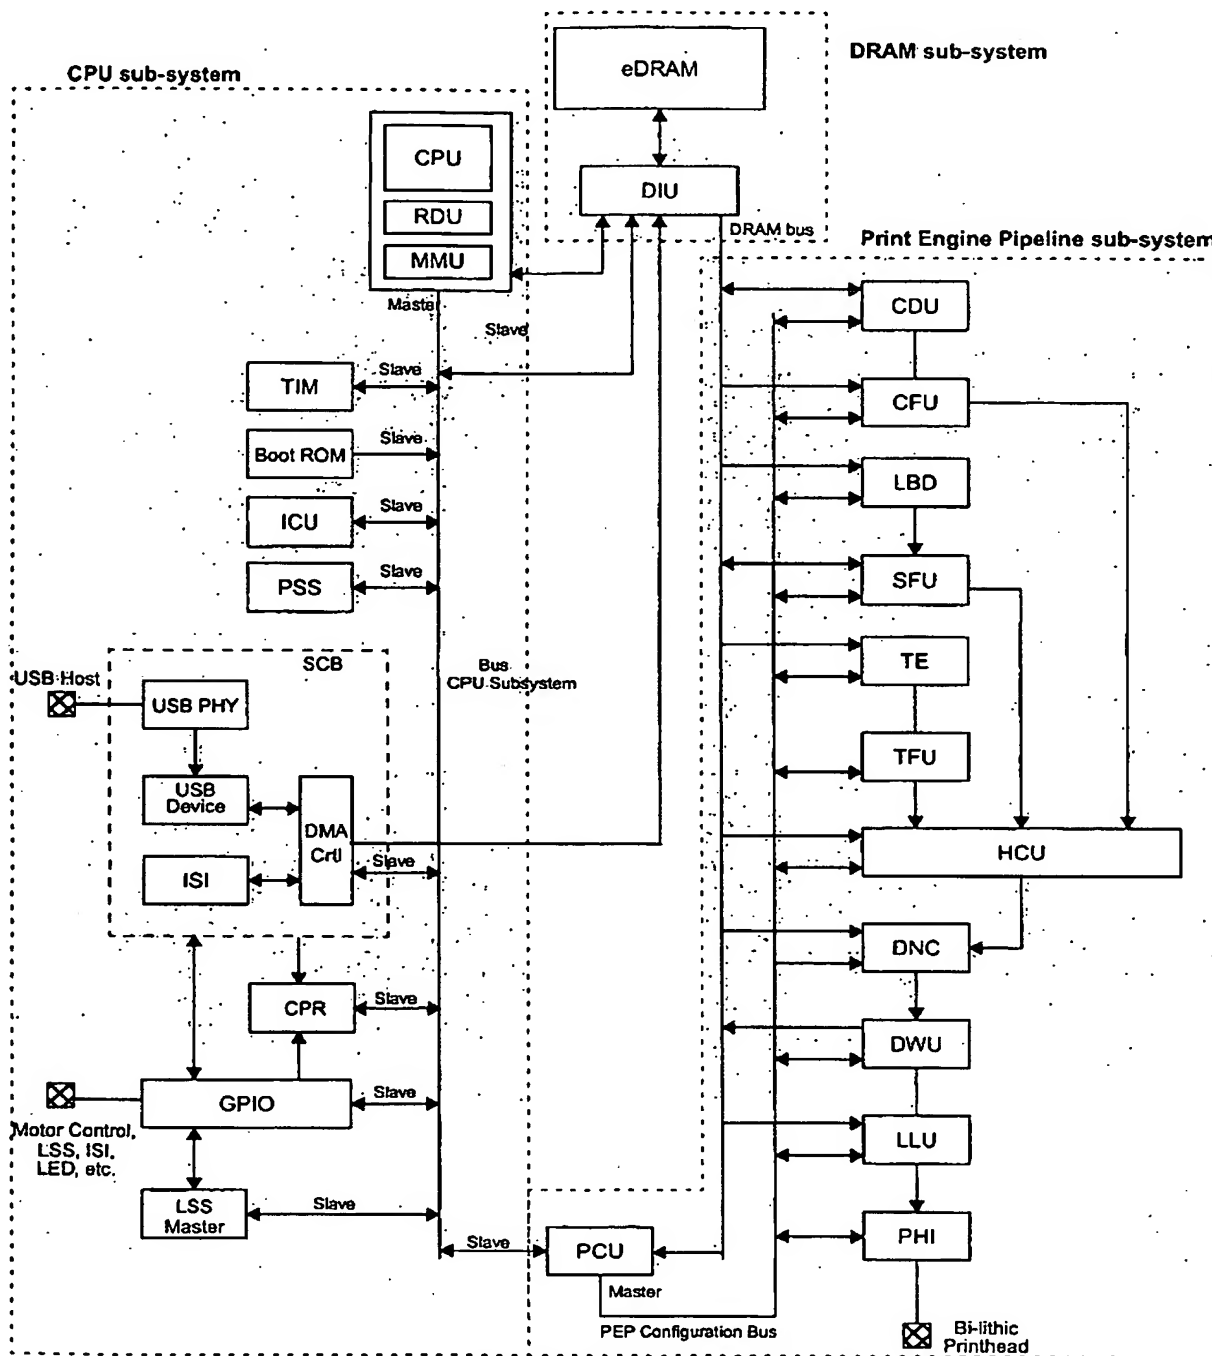 DRAM sub-system
eDRAM
CPU sub-system
CPU
DIU
RDU
DRAM bus
Print Engine Pipeline sub-system
MMU
Master
CDU
Slave
Slave
TIM
CFU
Slave
Boot ROM
LBD
Slave
ICU
Slave
PSS
SFU
SCB
TE
USB Host
Bus
CPU Subsystem
USB PHY
TFU
USB
Device
DMA
Crtl
HCU
Slave
ISI
DNC
Slave
CPR
DWU
Slave
GPIO
Motor Control,
LSS, ISI,
LED, etc.
LLU
LSS
Master
Slave
Slave
PCU
PHI
Master
PEP Configuration Bus
Bi-lithic
Printhead